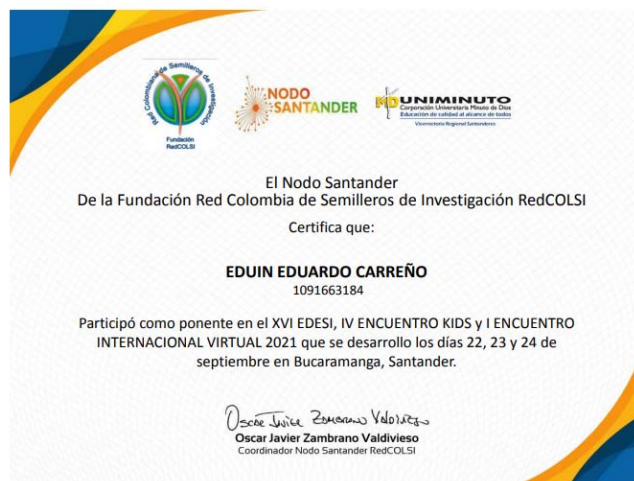 Red Colombiana de Semilleros de Investigación
Fundación
RedCOLSI
NODO
SANTANDER
UNIMINUTO
Corporación Universitaria Minuto de Dios
Educación de calidad al alcance de todos
Vicerrectoría Regional Santanderes
El Nodo Santander
De la Fundación Red Colombia de Semilleros de Investigación RedCOLSI
Certifica que:
EDUIN EDUARDO CARREÑO
1091663184
Participó como ponente en el XVI EDESI, IV ENCUENTRO KIDS y I ENCUENTRO
INTERNACIONAL VIRTUAL 2021 que se desarrollo los días 22, 23 y 24 de
septiembre en Bucaramanga, Santander.
Oscar Javier Zambrano Valdivieso
Oscar Javier Zambrano Valdivieso
Coordinador Nodo Santander RedCOLSI